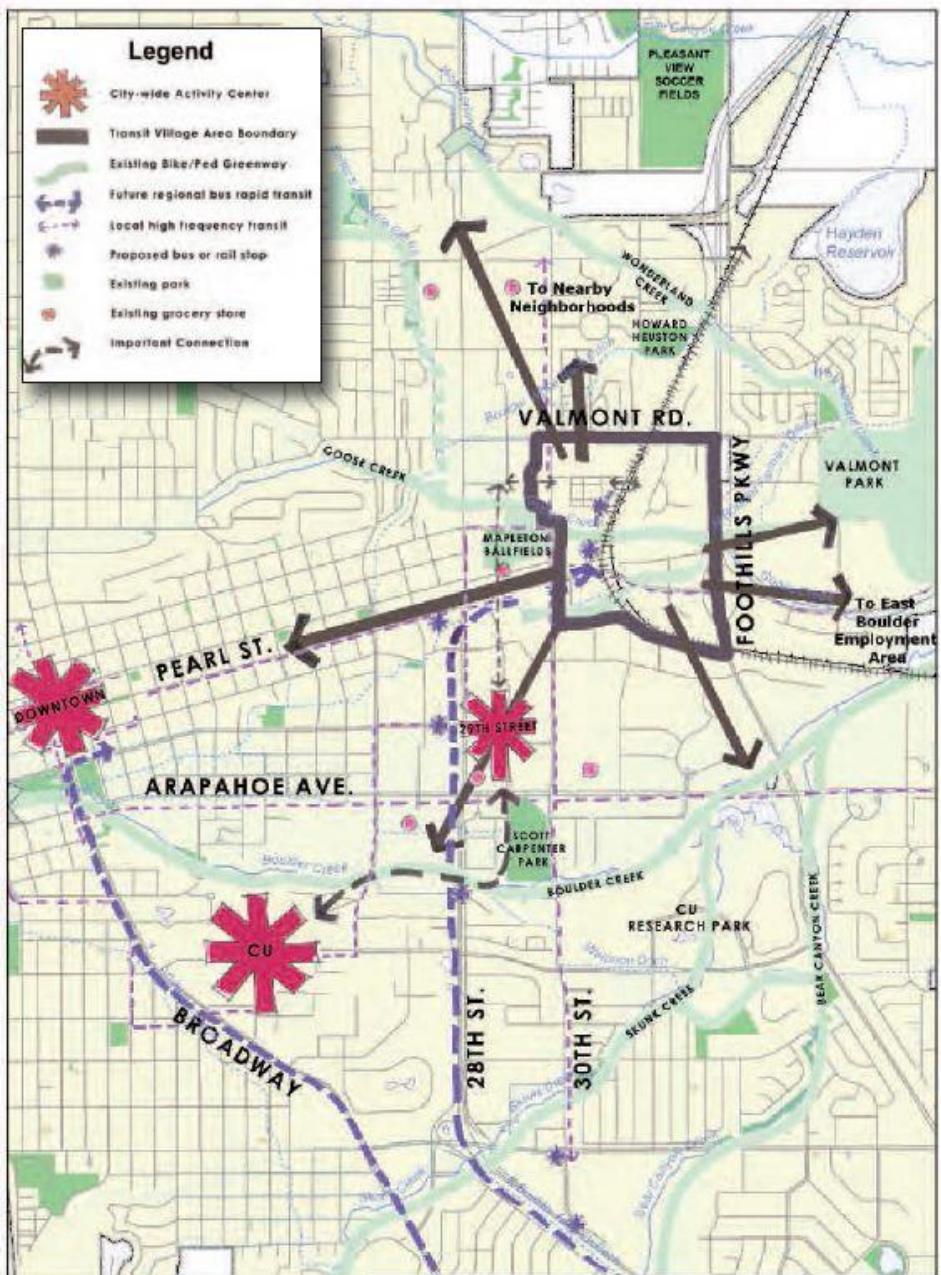 Legend
City-wide Activity Center
Transit Village Area Boundary
Existing Bike/Ped Greenway
Future regional bus rapid transit
Local high frequency transit
Proposed bus or rail stop
Existing park
Existing grocery store
Important Connection
PLEASANT
VIEW
SOCCER
FIELDS
Hayden
Reservoir
WONDERLAND
CREEK
To Nearby
Neighborhoods
HOWARD
HEUSTON
PARK
VALMONT RD.
GOOSE CREEK
VALMONT
PARK
FOOTHILLS PKWY
MAPLETON
BALLFIELDS
To East
Boulder
Employment
Area
PEARL ST.
DOWNTOWN
29TH STREET
ARAPAHOE AVE.
SCOTT
CARPENTER
PARK
Boulder Creek
BOULDER CREEK
CU
CU
RESEARCH PARK
BEAR CANYON CREEK
SKUNK CREEK
BROADWAY
28TH ST.
30TH ST.